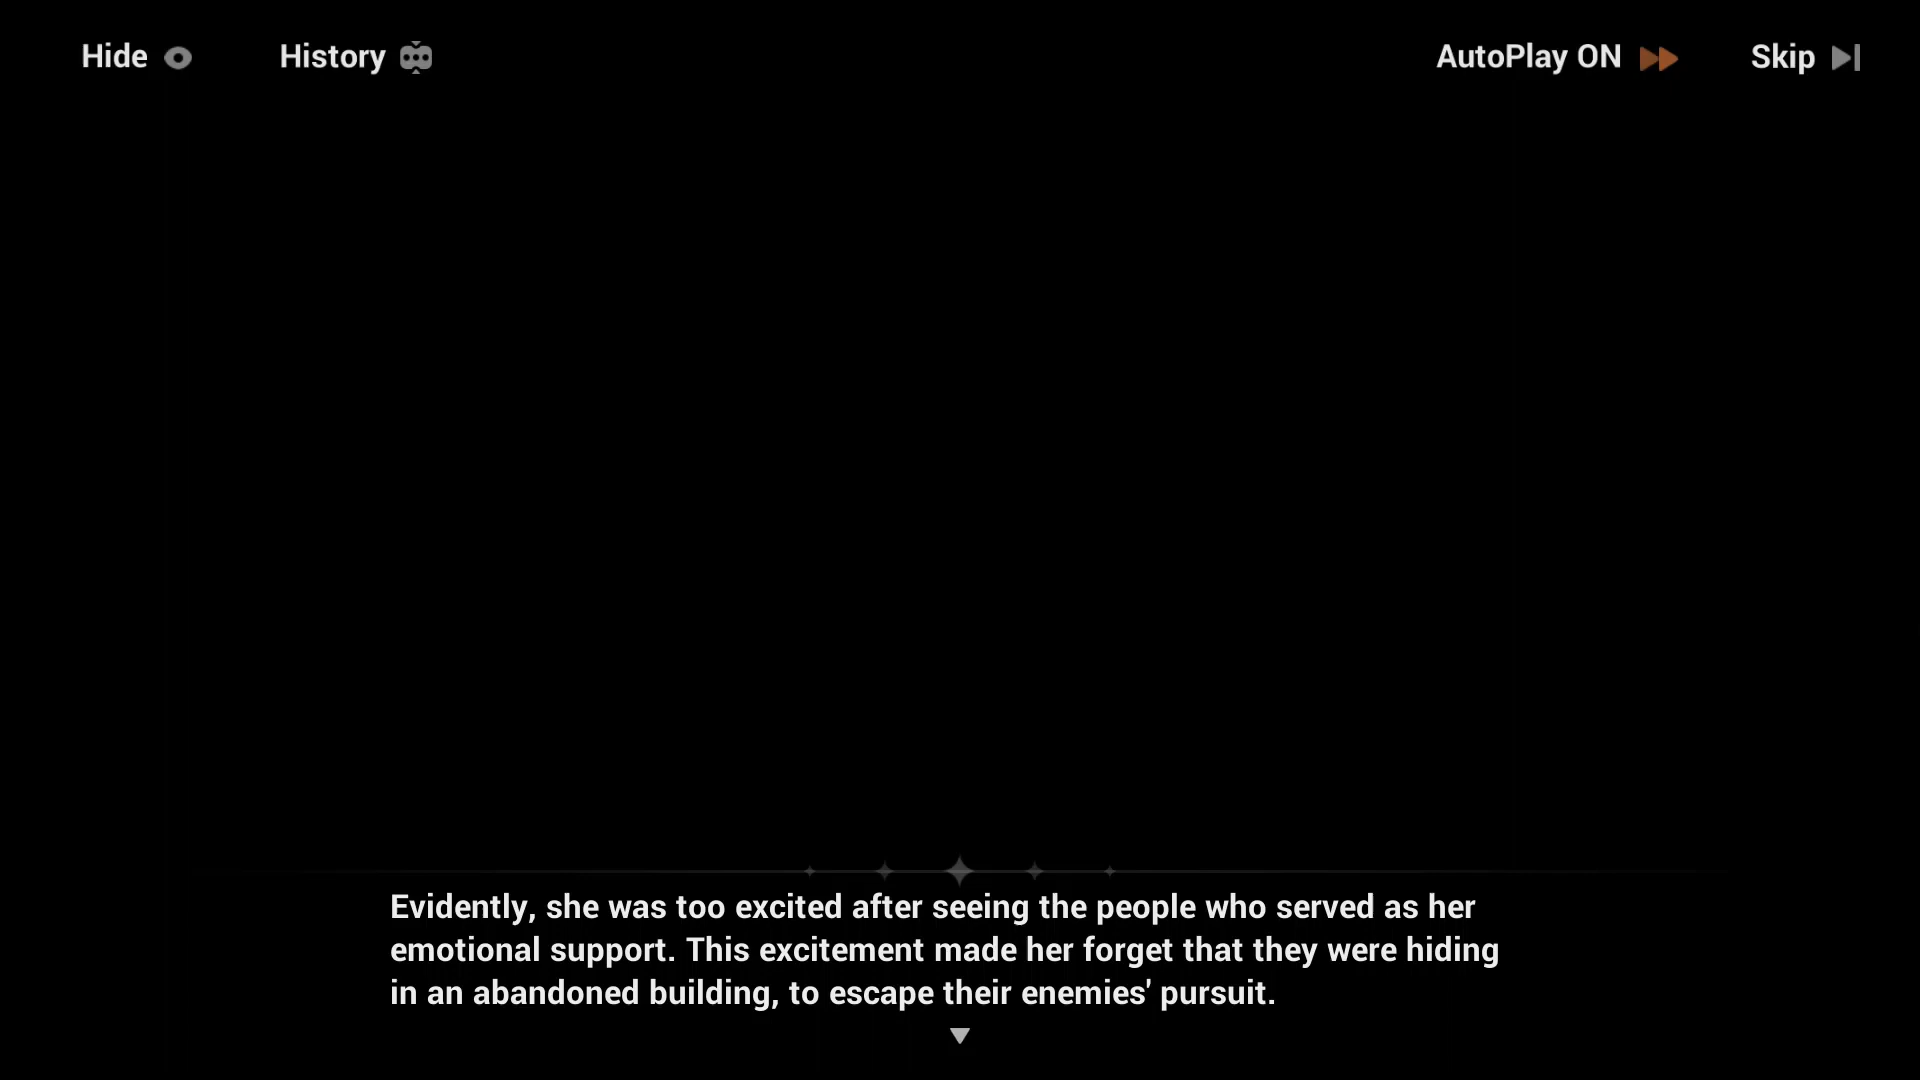 Hide
History
AutoPlay ON
Skip
Evidently, she was too excited after seeing the people who served as her
emotional support. This excitement made her forget that they were hiding
in an abandoned building, to escape their enemies' pursuit.